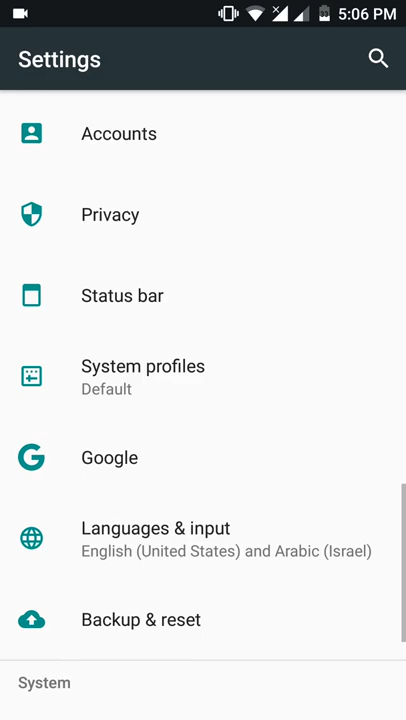 5:06 PM
Settings
Accounts
Privacy
Status bar
System profiles
Default
Google
Languages & input
English (United States) and Arabic (Israel)
Backup & reset
System